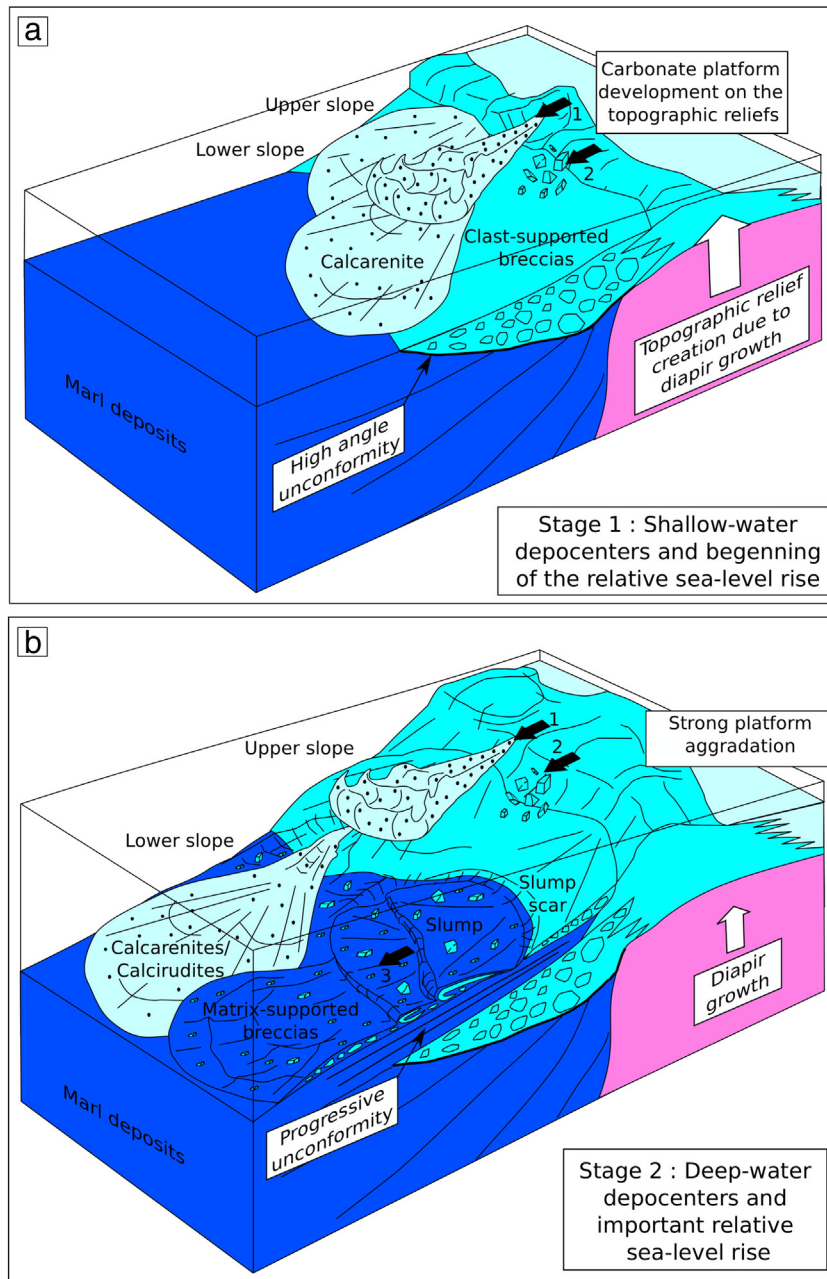 a
Carbonate platform
development on the
topographic reliefs
Upper slope
1
Lower slope
2
Clast-supported
breccias
Calcarenite
Topographic relief
creation due to
diapir growth
Marl deposits
High angle
unconformity
Stage 1 : Shallow-water
depocenters and begenning
of the relative sea-level rise
b
1
Strong platform
aggradation
2
Upper slope
Lower slope
Slump
scar
Slump
Calcarenites/
Calcirudites
3
Diapir
growth
Matrix-supported
breccias
Marl deposits
Progressive
unconformity
Stage 2 : Deep-water
depocenters and
important relative
sea-level rise